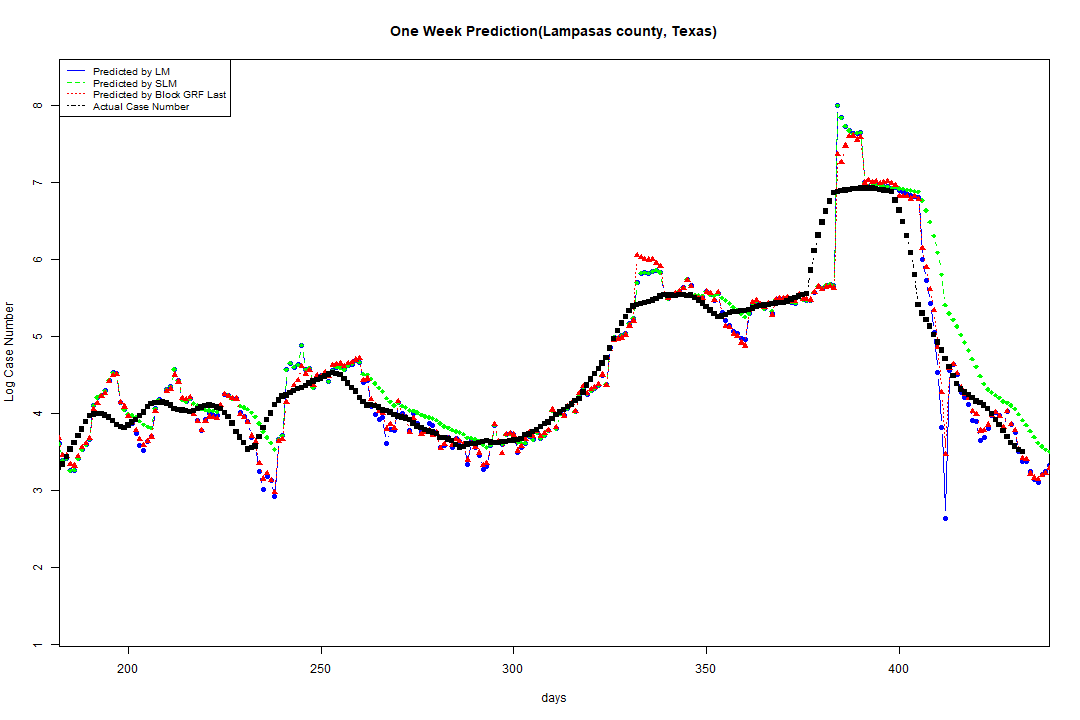 One Week Prediction(Lampasas county, Texas)
Predicted by LM
Predicted by SLM
Predicted by Block GRF Last
Actual Case Number
Log Case Number
8
7
6
5
4
3
2
1
200 250 300 350 400
days